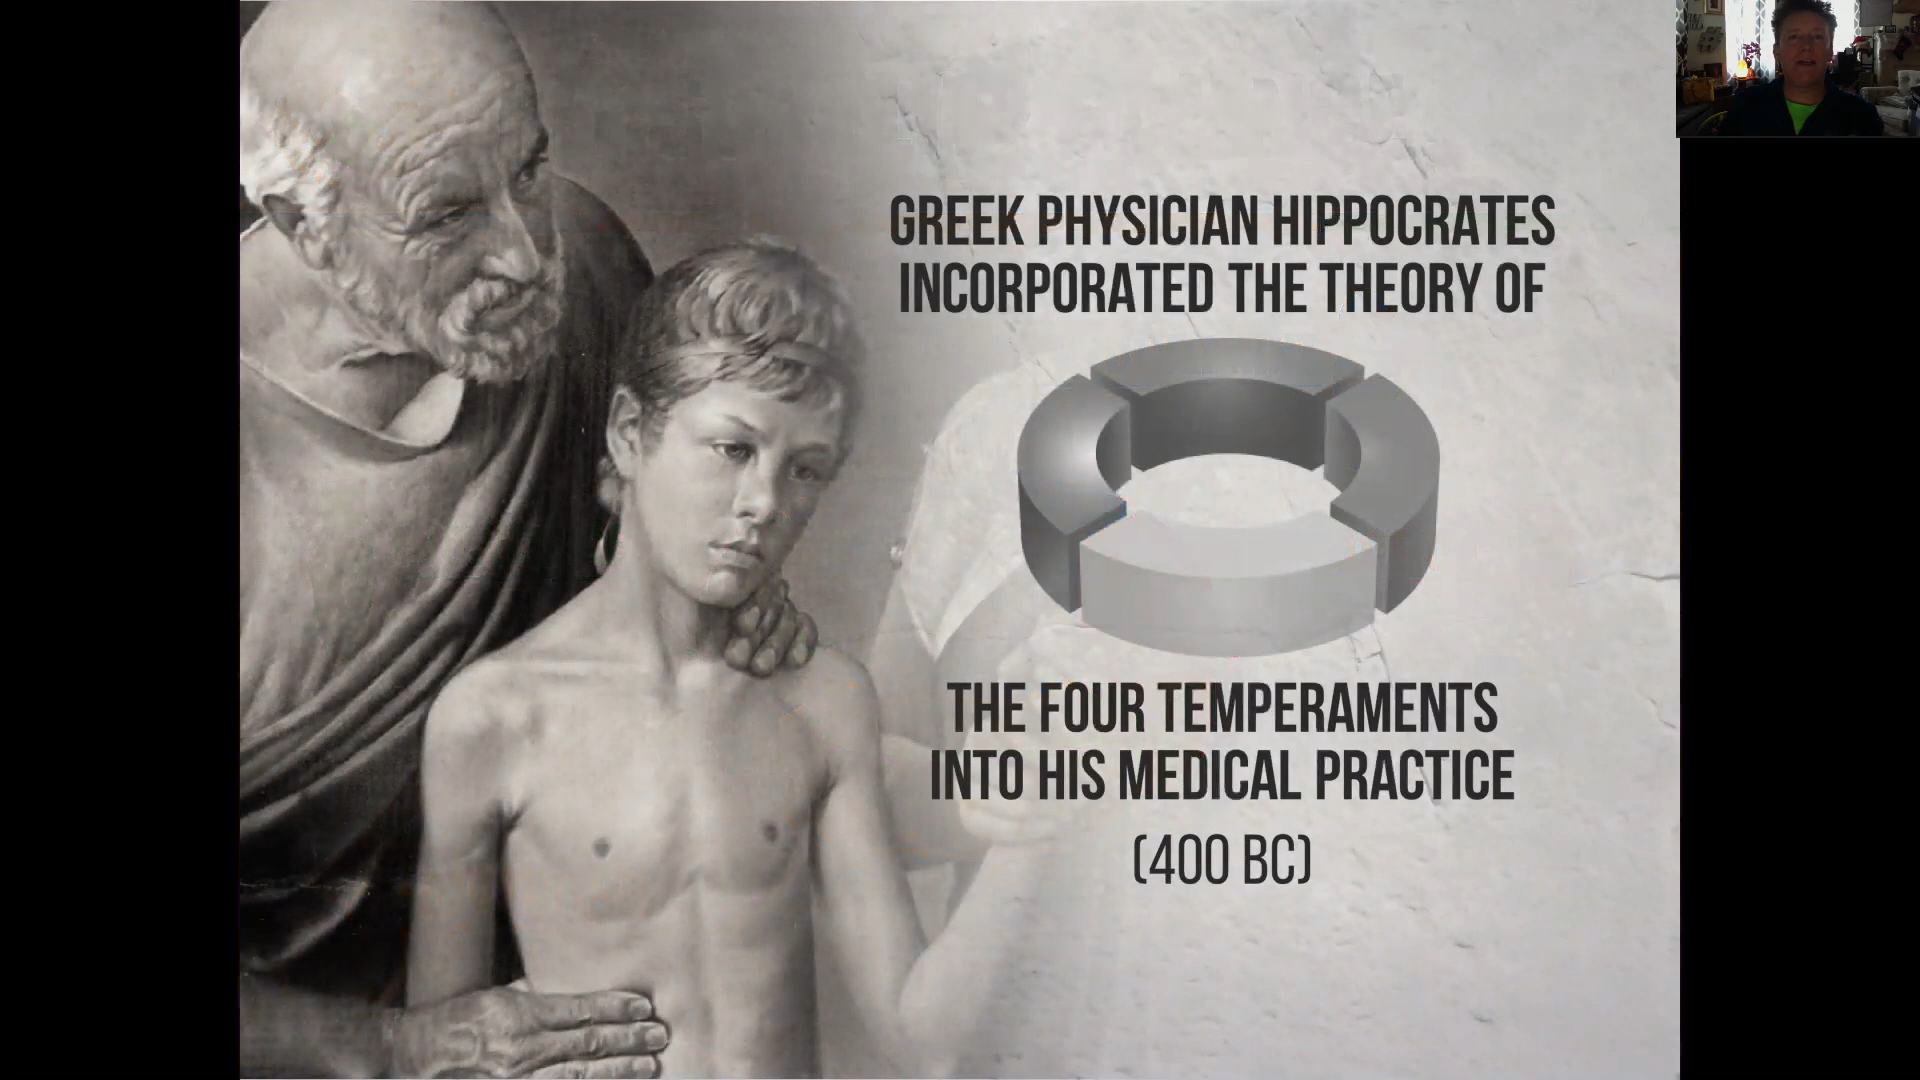 GREEK PHYSICIAN HIPPOCRATES
INCORPORATED THE THEORY OF
THE FOUR TEMPERAMENTS
INTO HIS MEDICAL PRACTICE
(400 BC)